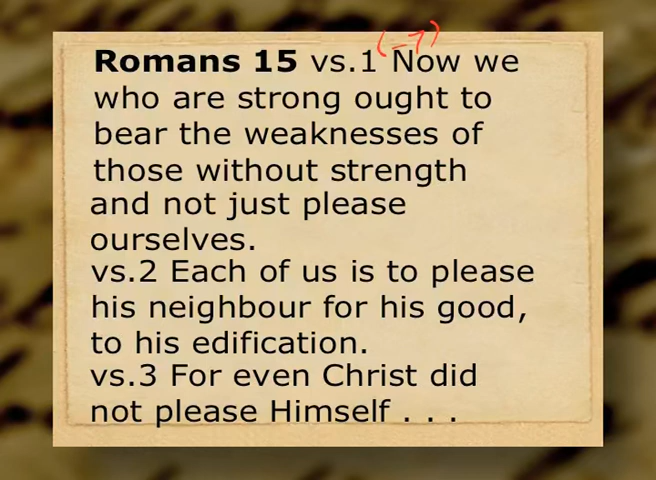 Romans 15 vs.1 (-7) Now we
who are strong ought to
bear the weaknesses of
those without strength
and not just please
ourselves.
vs.2 Each of us is to please
his neighbour for his good,
to his edification.
vs.3 For even Christ did
not please Himself . . .